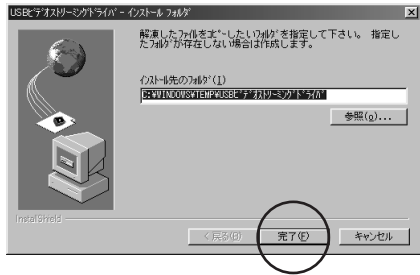 USBﾋﾞﾃﾞｵｽﾄﾘｰﾐﾝｸﾞﾄﾞﾗｲﾊﾞｰ - ｲﾝｽﾄｰﾙ ﾌｫﾙﾀﾞ
解凍したﾌｧｲﾙをｺﾋﾟｰしたいﾌｫﾙﾀﾞを指定して下さい。 指定し
たﾌｫﾙﾀﾞが存在しない場合は作成します。
ｲﾝｽﾄｰﾙ先のﾌｫﾙﾀﾞ(I)
C:¥WINDOWS¥TEMP¥USBﾋﾞﾃﾞｵｽﾄﾘｰﾐﾝｸﾞﾄﾞﾗｲﾊﾞ
参照(o)...
InstallShield
< 戻る(B)
完了(F)
キャンセル